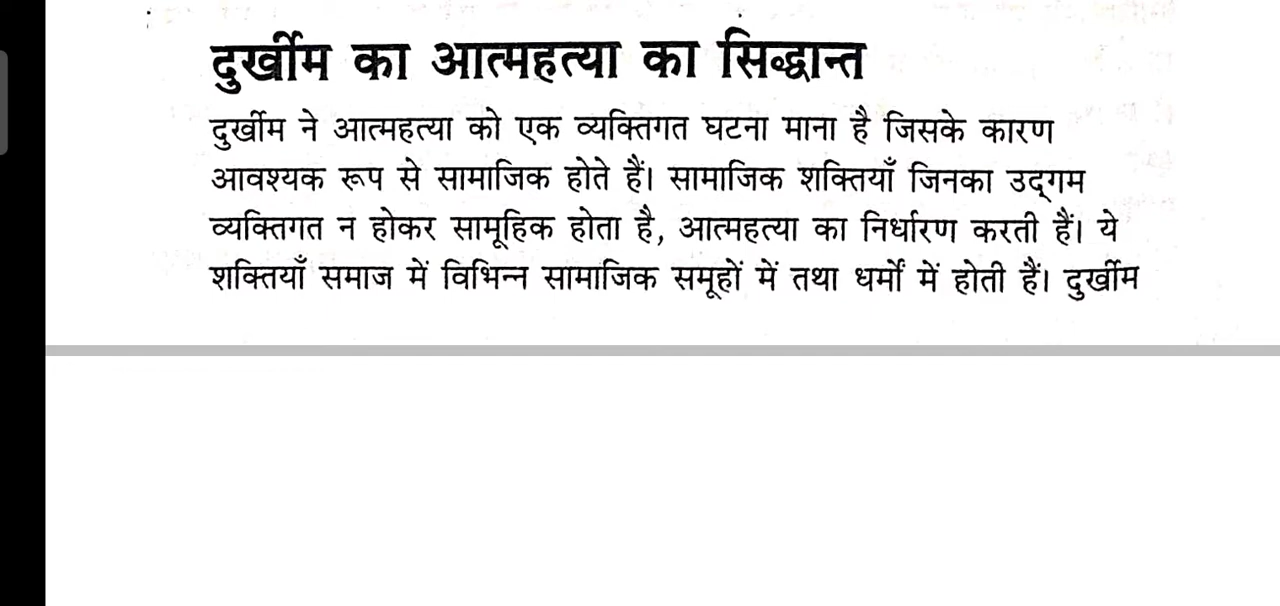 दुर्खीम का आत्महत्या का सिद्धान्त
दुर्खीम ने आत्महत्या को एक व्यक्तिगत घटना माना है जिसके कारण
आवश्यक रूप से सामाजिक होते हैं। सामाजिक शक्तियाँ जिनका उद्गम
व्यक्तिगत न होकर सामूहिक होता है, आत्महत्या का निर्धारण करती हैं। ये
शक्तियाँ समाज में विभिन्न सामाजिक समूहों में तथा धर्मों में होती हैं। दुर्खीम